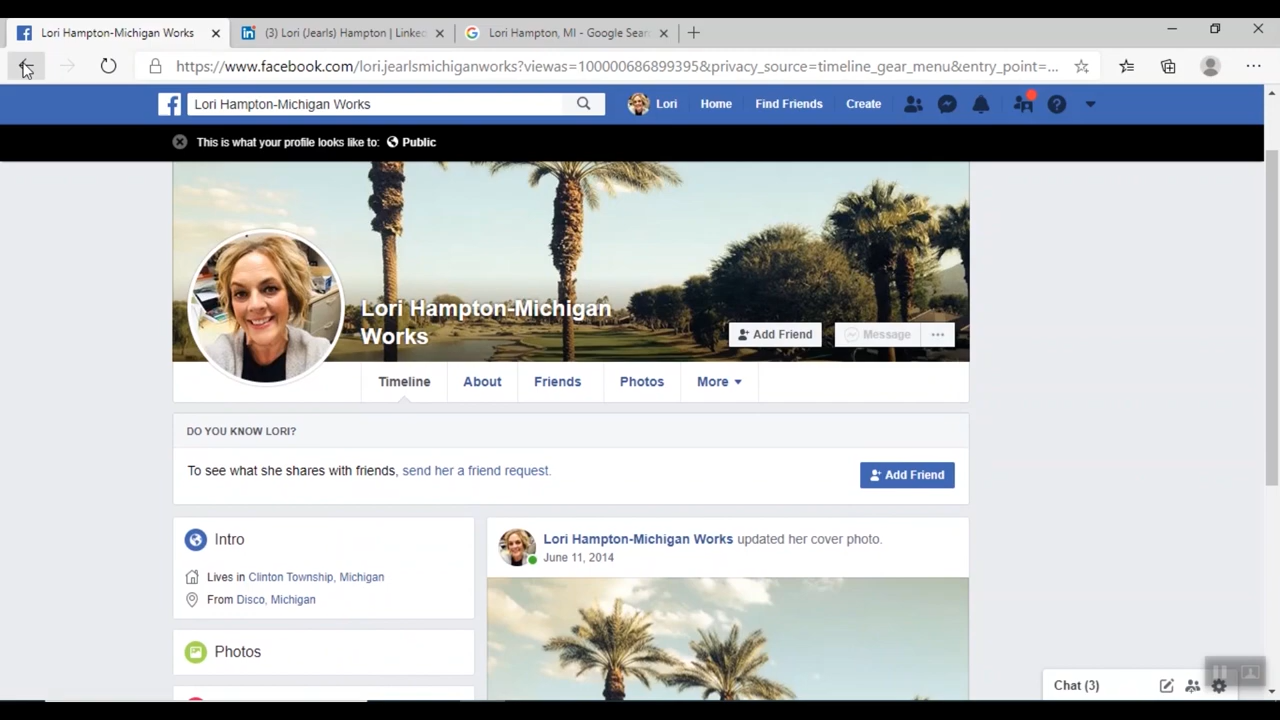 Lori Hampton-Michigan Works
(3) Lori (Jearls) Hampton | Linke
Lori Hampton, MI - Google Sear
https://www.facebook.com/lori.jearlsmichiganworks?viewas=100000686899395&privacy_source=timeline_gear_menu&entry_point=...
Lori Hampton-Michigan Works
Lori
Home
Find Friends
Create
This is what your profile looks like to: Public
Lori Hampton-Michigan
Works
Add Friend
Message
Timeline
About
Friends
Photos
More
DO YOU KNOW LORI?
To see what she shares with friends, send her a friend request.
Add Friend
Intro
Lives in Clinton Township, Michigan
From Disco, Michigan
Photos
Lori Hampton-Michigan Works updated her cover photo.
June 11, 2014
Chat (3)